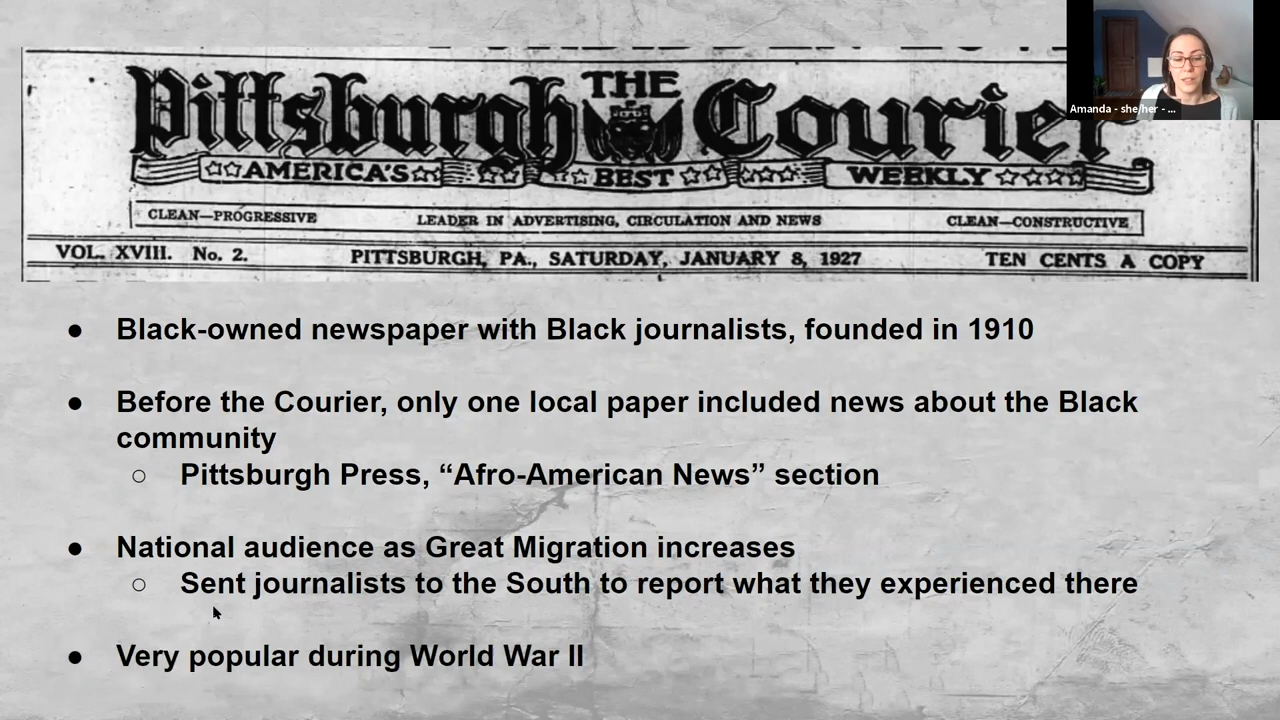 THE
Pittsburgh Courier
AMERICA'S BEST WEEKLY
CLEAN—PROGRESSIVE LEADER IN ADVERTISING, CIRCULATION AND NEWS CLEAN—CONSTRUCTIVE
VOL. XVIII. No. 2. PITTSBURGH, PA., SATURDAY, JANUARY 8, 1927 TEN CENTS A COPY
Amanda - she/her - ...
● Black-owned newspaper with Black journalists, founded in 1910
● Before the Courier, only one local paper included news about the Black
community
○ Pittsburgh Press, “Afro-American News” section
● National audience as Great Migration increases
○ Sent journalists to the South to report what they experienced there
● Very popular during World War II